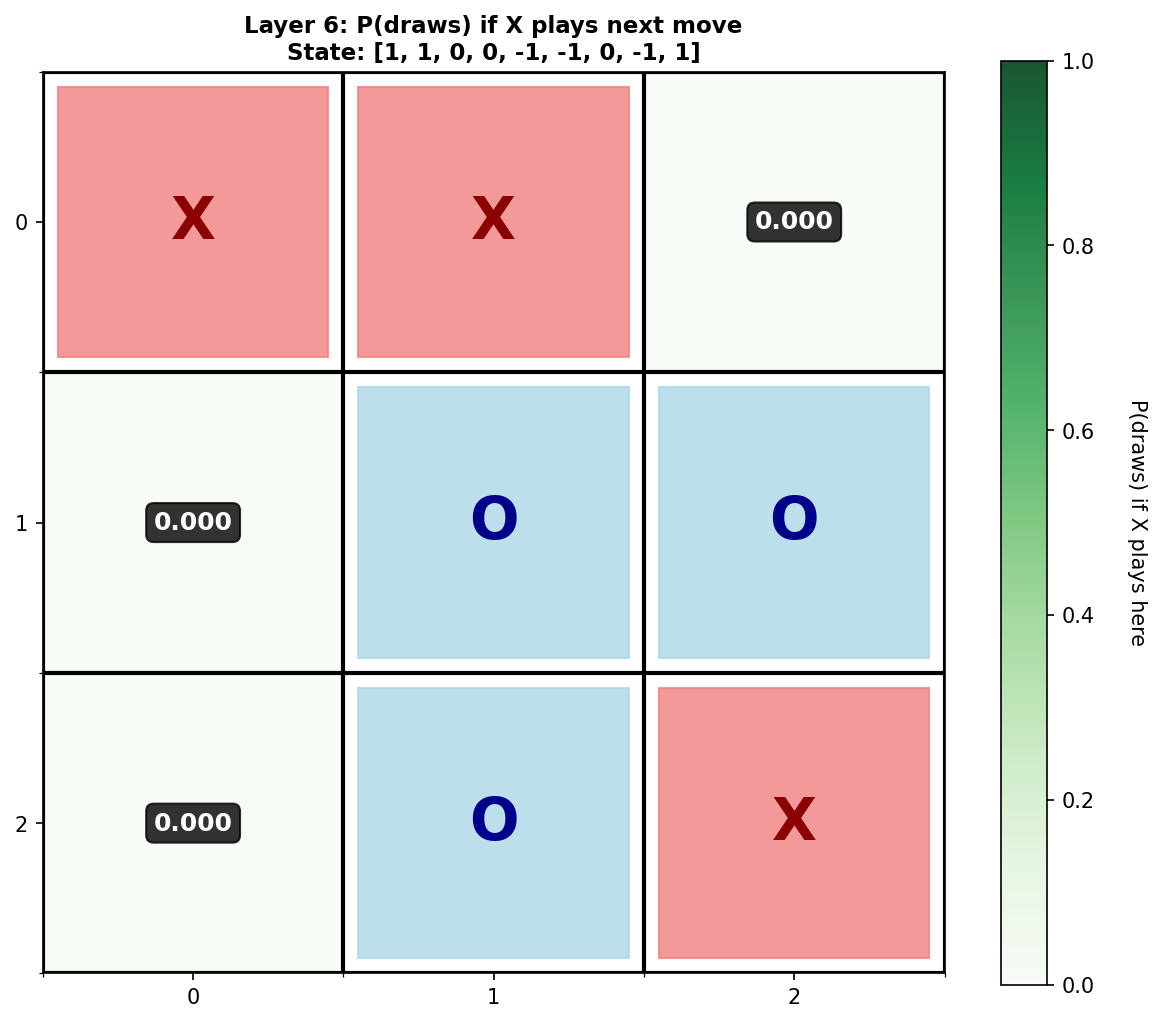 Layer 6: P(draws) if X plays next move
State: [1, 1, 0, 0, -1, -1, 0, -1, 1]
X
X
0.000
0.000
O
O
0.000
O
X
0
1
2
0
1
2
1.0
0.8
0.6
0.4
0.2
0.0
P(draws) if X plays here